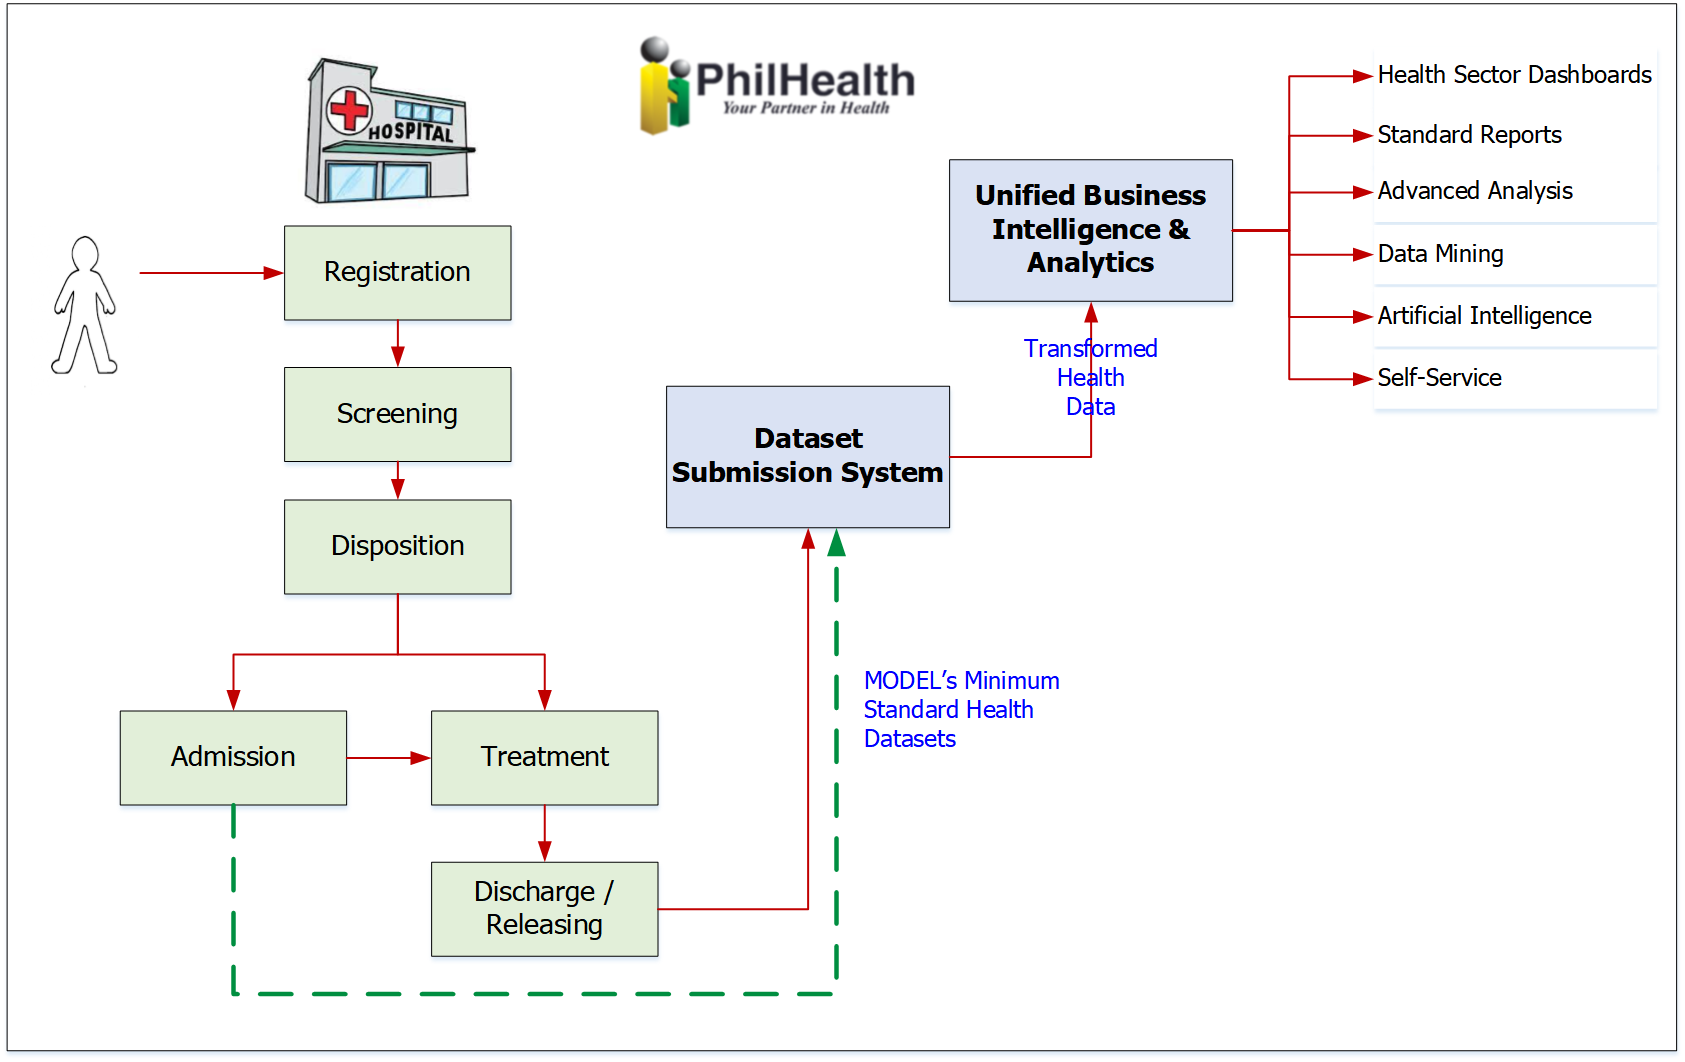 HOSPITAL
PhilHealth
Your Partner in Health
Registration
Screening
Disposition
Admission
Treatment
Discharge /
Releasing
Dataset
Submission System
MODEL’s Minimum
Standard Health
Datasets
Transformed
Health
Data
Unified Business
Intelligence &
Analytics
Health Sector Dashboards
Standard Reports
Advanced Analysis
Data Mining
Artificial Intelligence
Self-Service